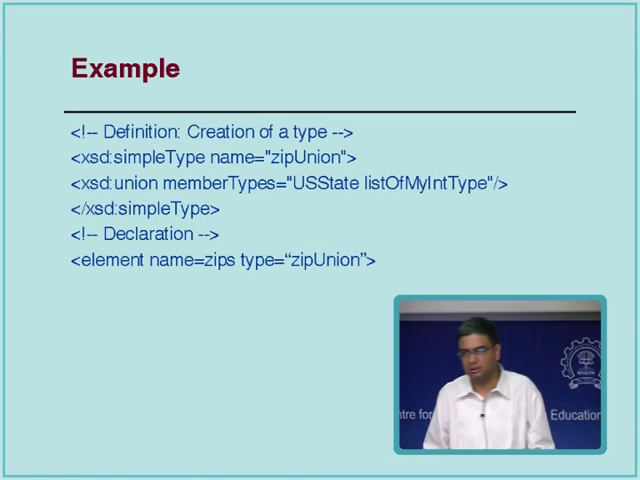 Example
<!-- Definition: Creation of a type -->
<xsd:simpleType name="zipUnion">
<xsd:union memberTypes="USState listOfMyIntType"/>
</xsd:simpleType>
<!-- Declaration -->
<element name=zips type=“zipUnion”>
ntre for Education